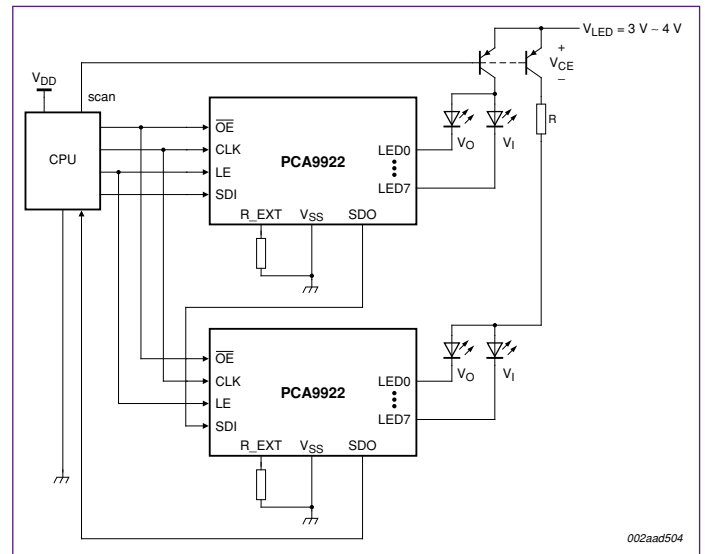 V_LED = 3 V − 4 V
+
V_CE
−
V_DD
scan
R
CPU
OE
CLK
LE
SDI
PCA9922
LED0
LED7
V_O
V_I
R_EXT
V_SS
SDO
OE
CLK
LE
SDI
PCA9922
LED0
LED7
V_O
V_I
R_EXT
V_SS
SDO
002aad504